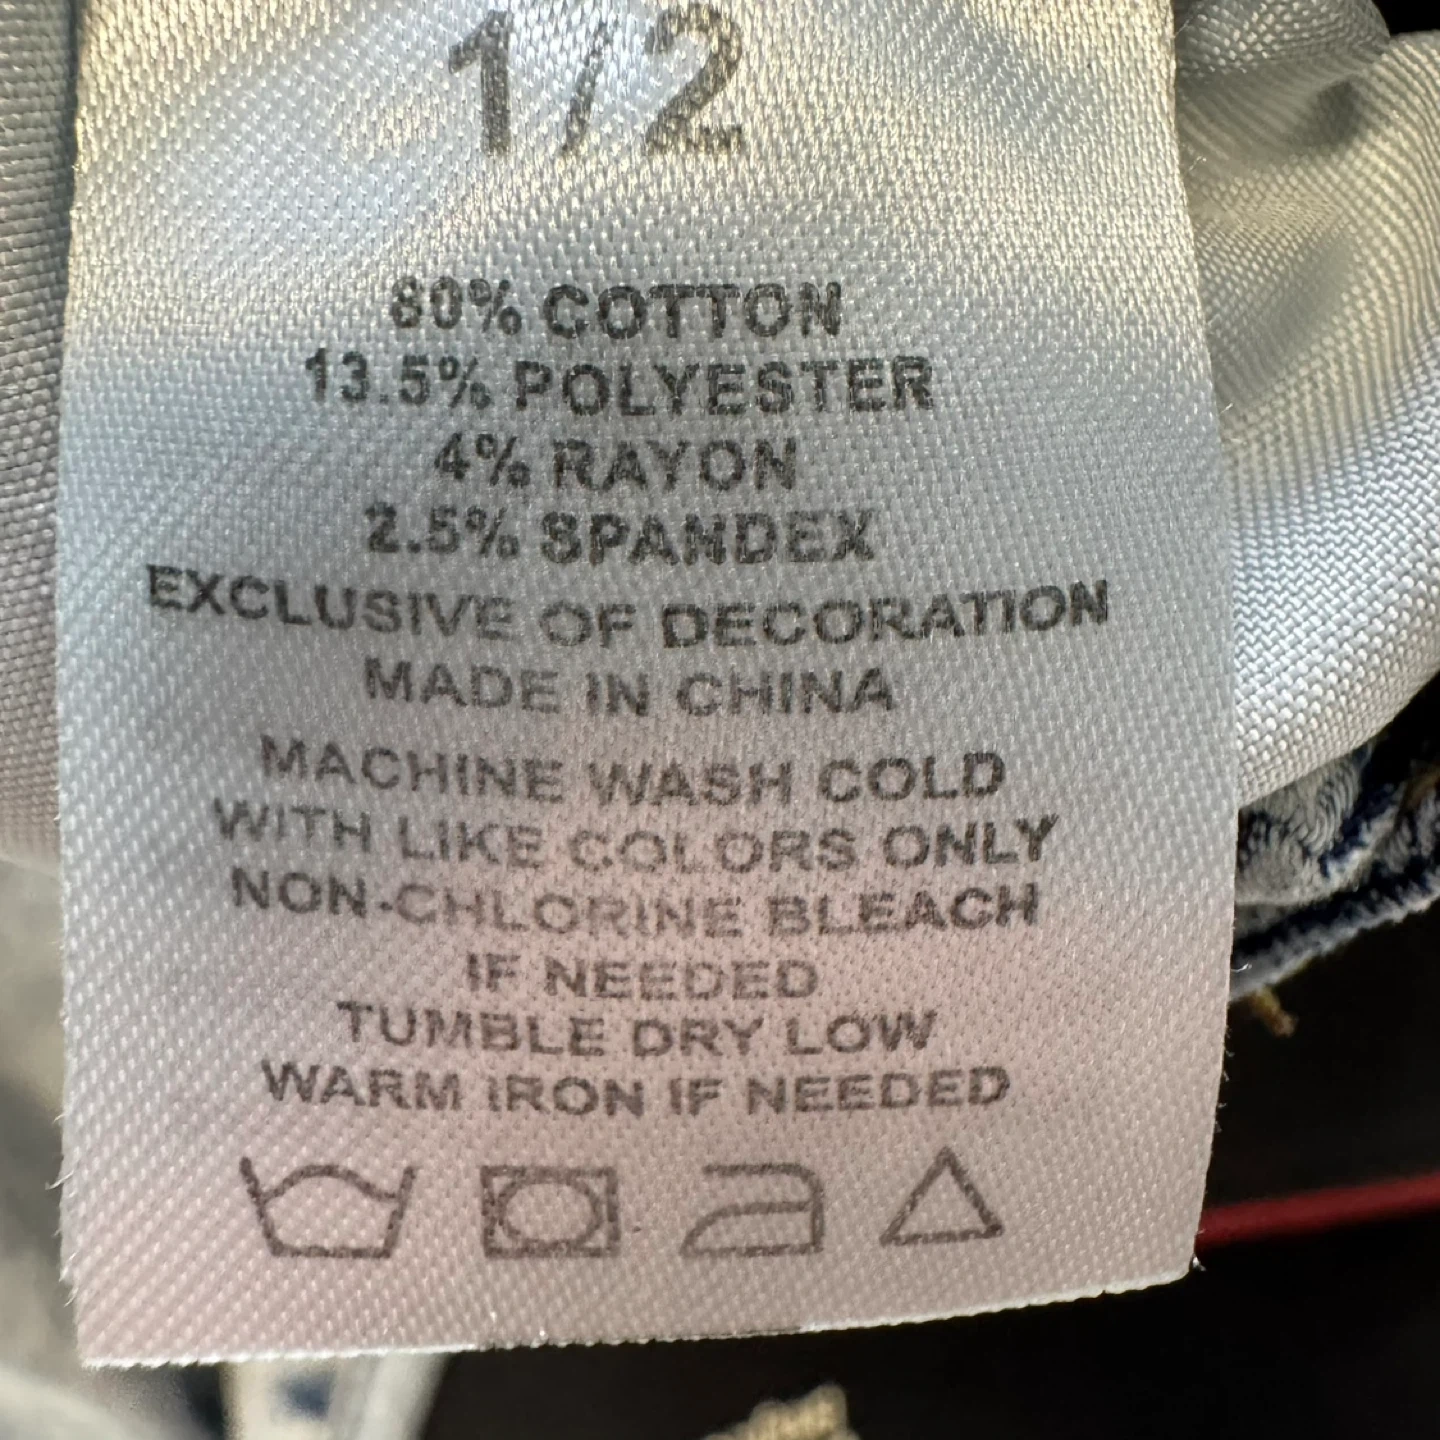 1/2
80% COTTON
13.5% POLYESTER
4% RAYON
2.5% SPANDEX
EXCLUSIVE OF DECORATION
MADE IN CHINA
MACHINE WASH COLD
WITH LIKE COLORS ONLY
NON-CHLORINE BLEACH
IF NEEDED
TUMBLE DRY LOW
WARM IRON IF NEEDED